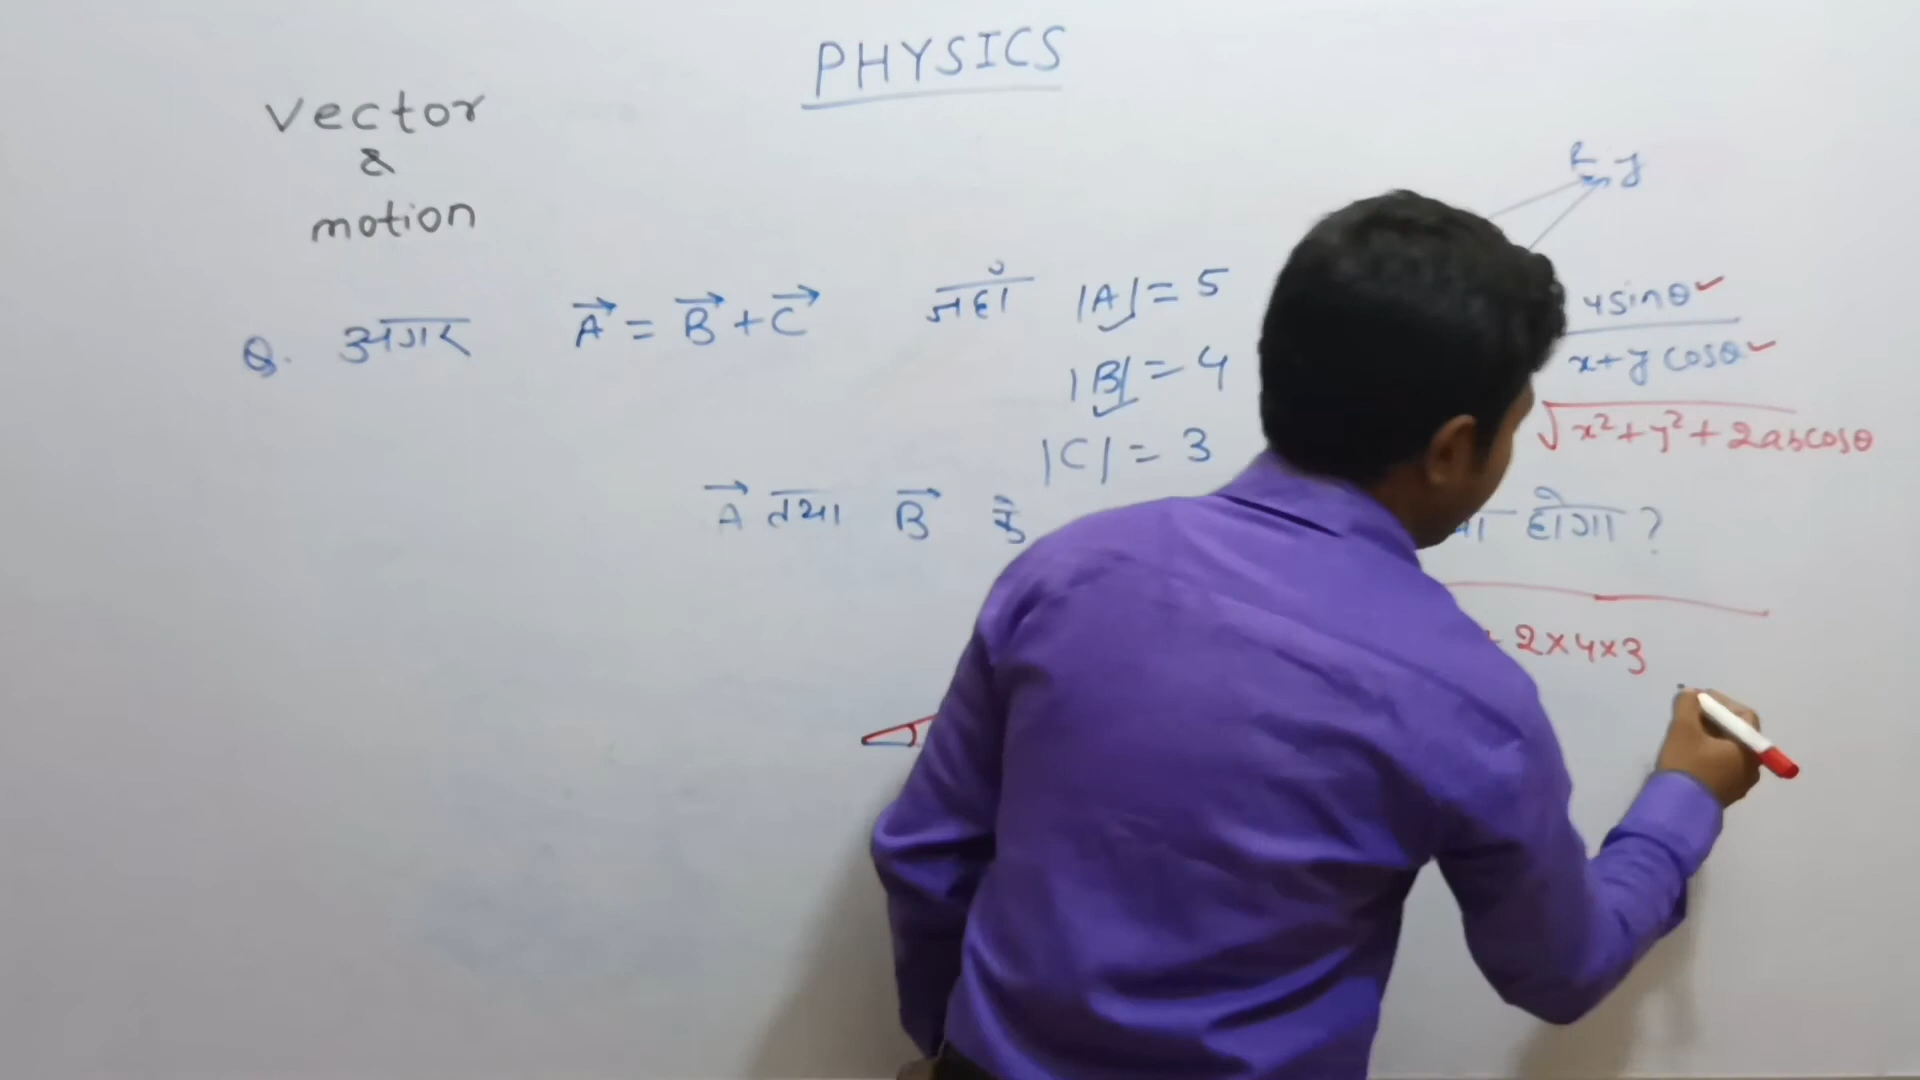 PHYSICS
Vector
&
motion
R y
Q. अगर A⃗ = B⃗ + C⃗ जहाँ |A| = 5
|B| = 4
|C| = 3
ysinθ
x+y cosθ
√x²+y²+2abcosθ
A⃗ तथा B⃗ के होगा ?
+ 2×4×3